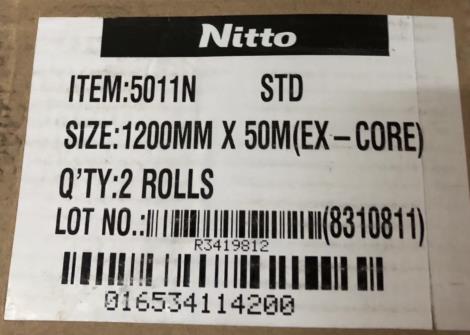 Nitto
ITEM:5011N STD
SIZE:1200MM X 50M(EX-CORE)
Q'TY:2 ROLLS
LOT NO.:(8310811)
R3419812
016534114200